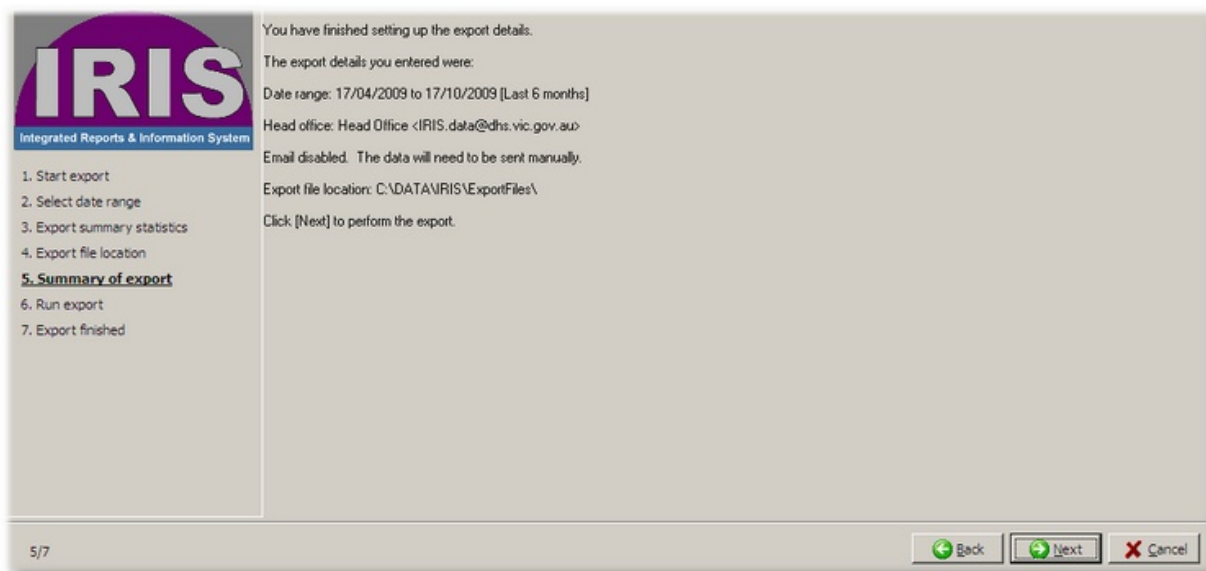 IRIS
Integrated Reports & Information System
1. Start export
2. Select date range
3. Export summary statistics
4. Export file location
5. Summary of export
6. Run export
7. Export finished
You have finished setting up the export details.
The export details you entered were:
Date range: 17/04/2009 to 17/10/2009 [Last 6 months]
Head office: Head Office <IRIS.data@dhs.vic.gov.au>
Email disabled. The data will need to be sent manually.
Export file location: C:\DATA\IRIS\ExportFiles\
Click [Next] to perform the export.
5/7
Back
Next
Cancel